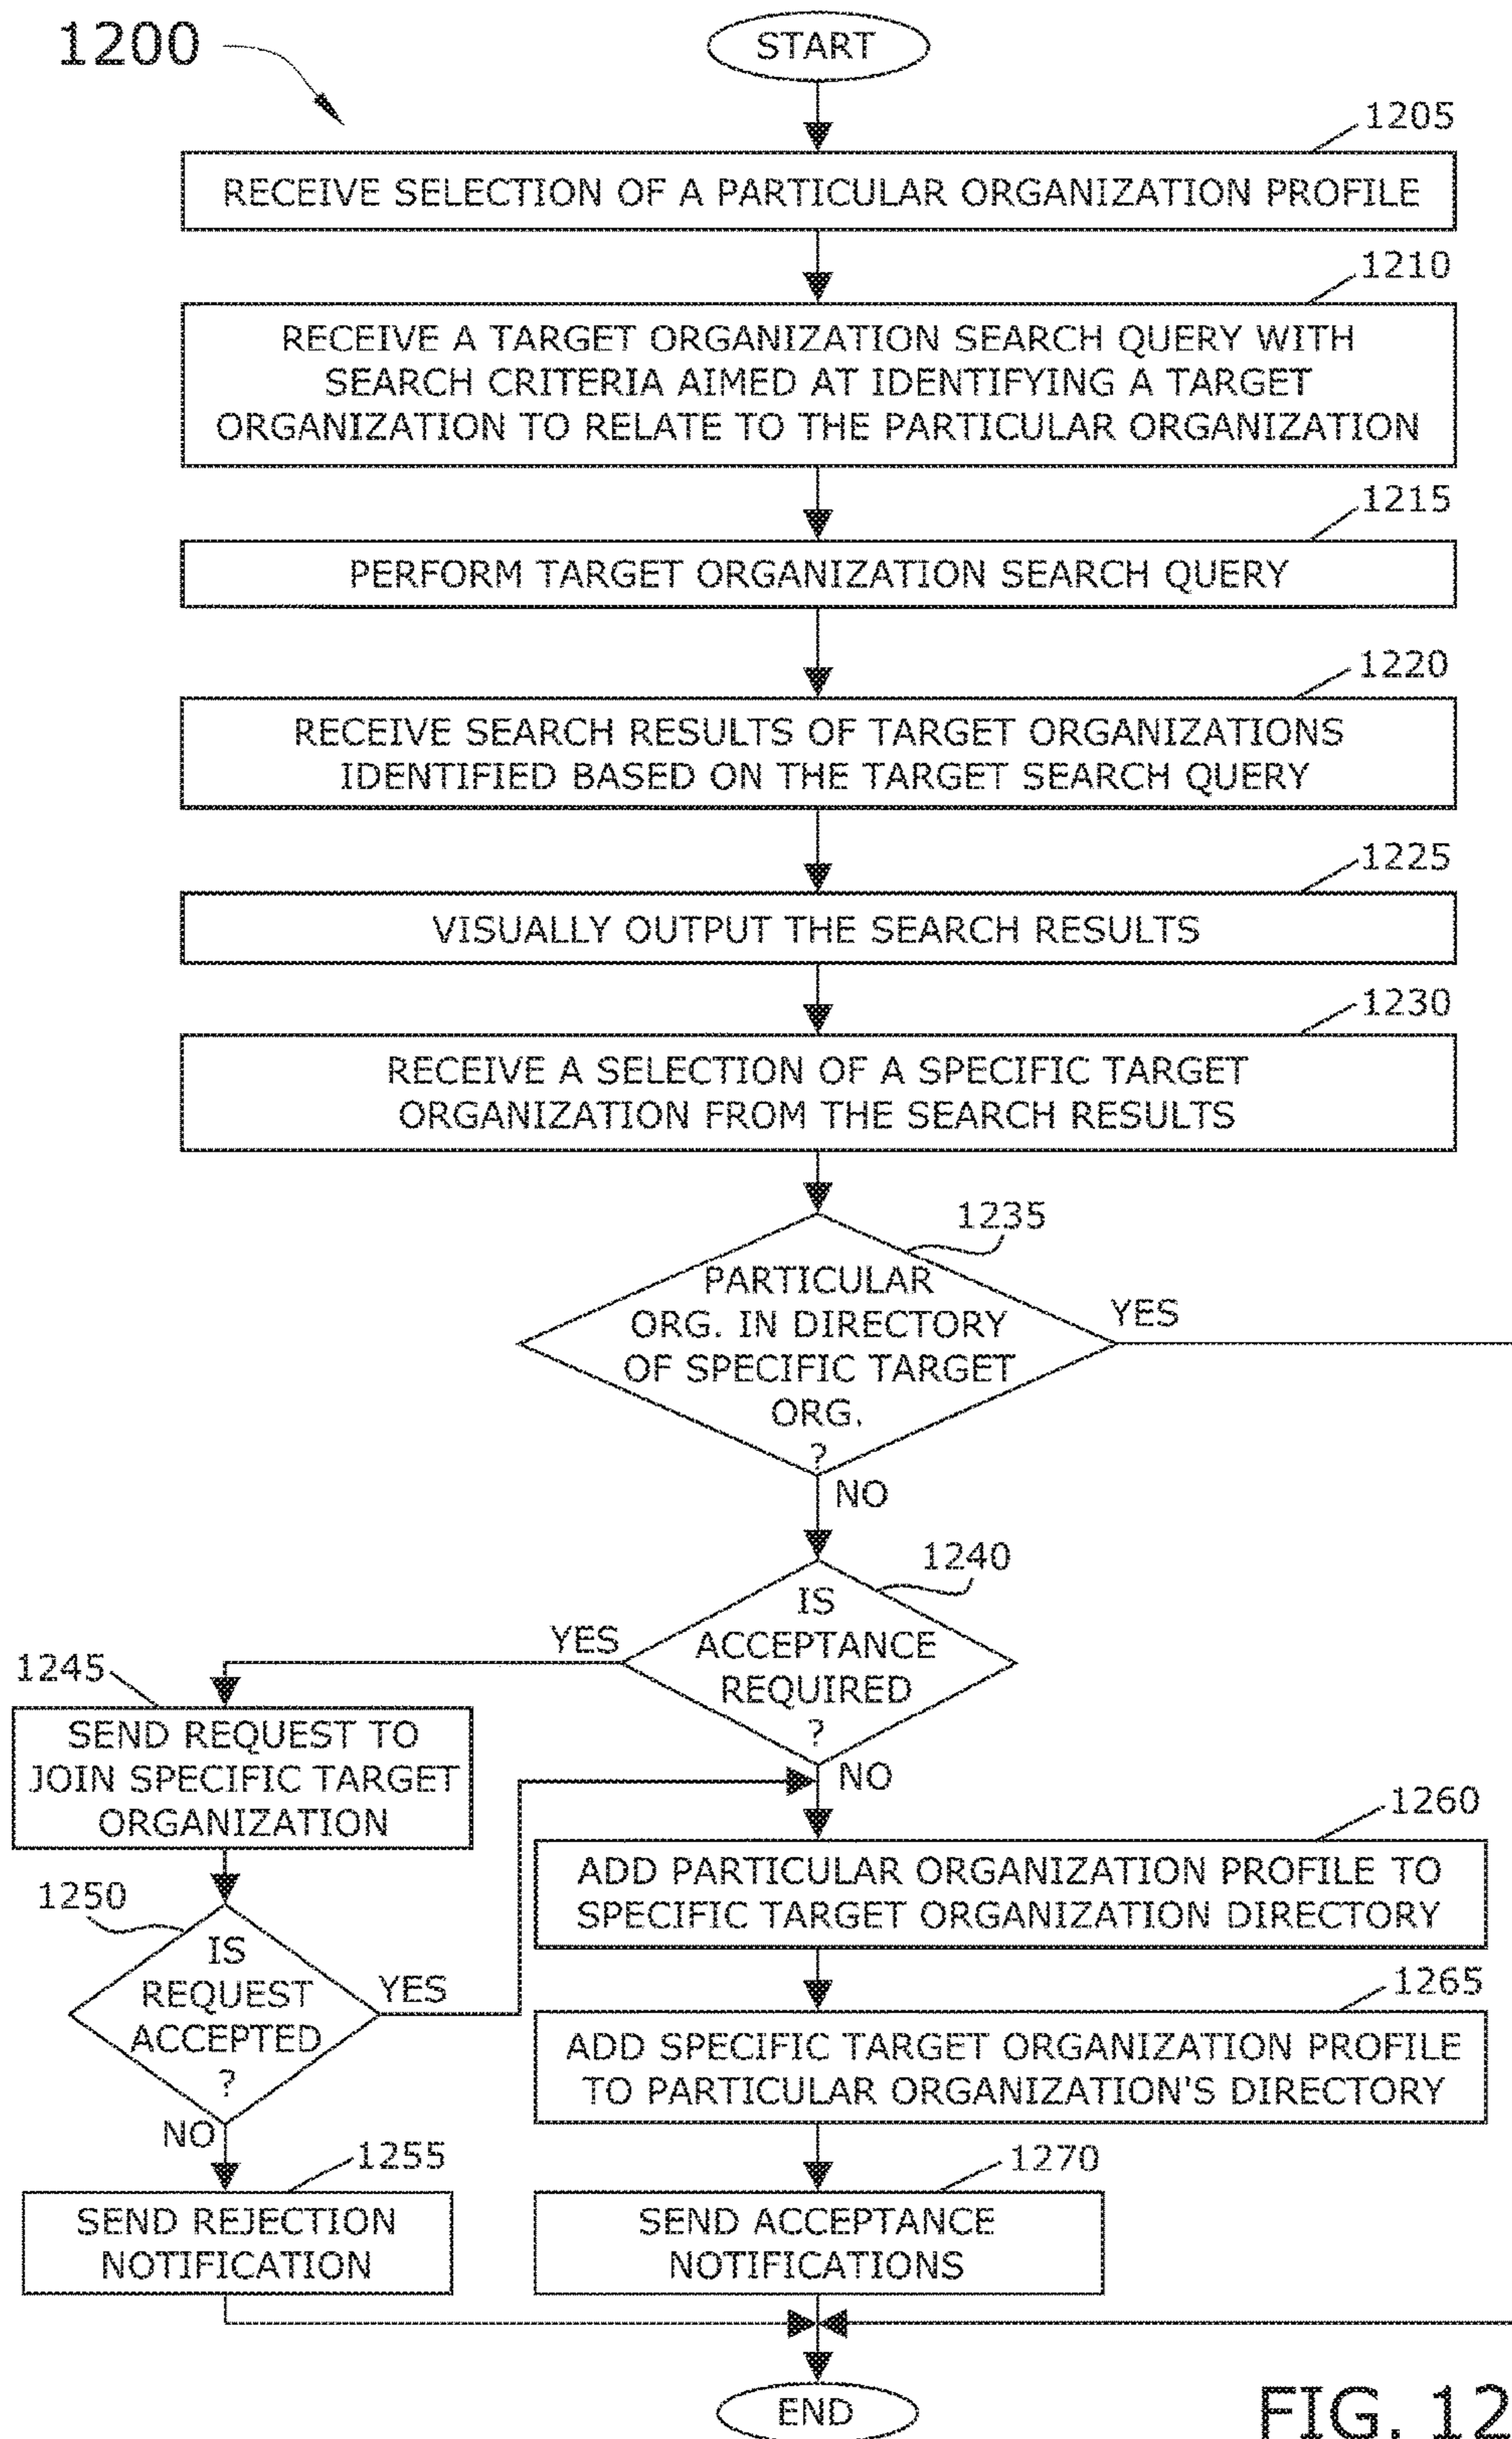 1200
START
1205
RECEIVE SELECTION OF A PARTICULAR ORGANIZATION PROFILE
1210
RECEIVE A TARGET ORGANIZATION SEARCH QUERY WITH
SEARCH CRITERIA AIMED AT IDENTIFYING A TARGET
ORGANIZATION TO RELATE TO THE PARTICULAR ORGANIZATION
1215
PERFORM TARGET ORGANIZATION SEARCH QUERY
1220
RECEIVE SEARCH RESULTS OF TARGET ORGANIZATIONS
IDENTIFIED BASED ON THE TARGET SEARCH QUERY
1225
VISUALLY OUTPUT THE SEARCH RESULTS
1230
RECEIVE A SELECTION OF A SPECIFIC TARGET
ORGANIZATION FROM THE SEARCH RESULTS
1235
PARTICULAR
ORG. IN DIRECTORY
OF SPECIFIC TARGET
ORG.
?
YES
NO
1240
IS
ACCEPTANCE
REQUIRED
?
YES
NO
1245
SEND REQUEST TO
JOIN SPECIFIC TARGET
ORGANIZATION
1250
IS
REQUEST
ACCEPTED
?
YES
NO
1255
SEND REJECTION
NOTIFICATION
1260
ADD PARTICULAR ORGANIZATION PROFILE TO
SPECIFIC TARGET ORGANIZATION DIRECTORY
1265
ADD SPECIFIC TARGET ORGANIZATION PROFILE
TO PARTICULAR ORGANIZATION'S DIRECTORY
1270
SEND ACCEPTANCE
NOTIFICATIONS
END
FIG. 12